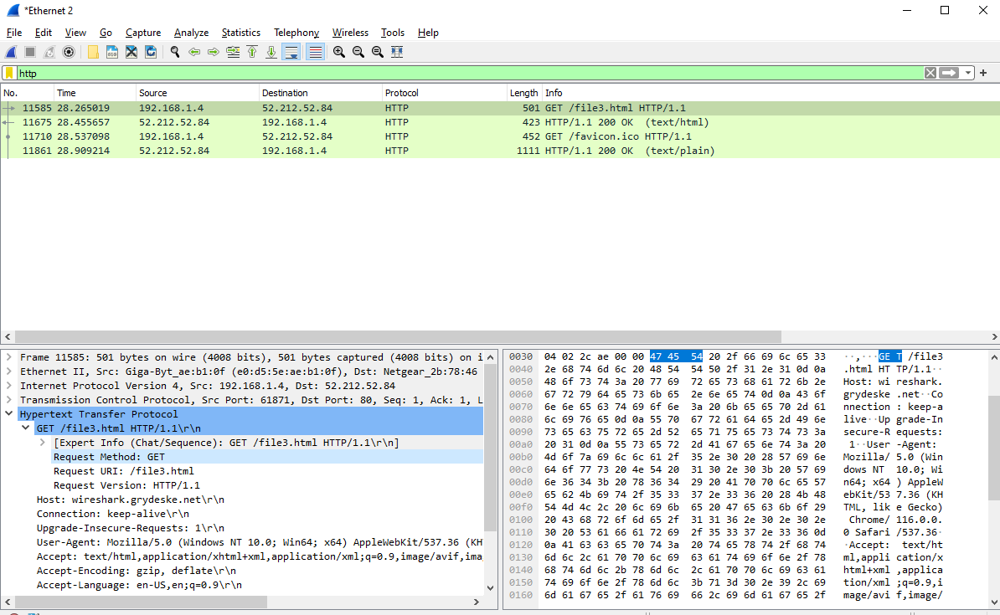 *Ethernet 2
File Edit View Go Capture Analyze Statistics Telephony Wireless Tools Help
http
No. Time Source Destination Protocol Length Info
11585 28.265019 192.168.1.4 52.212.52.84 HTTP 501 GET /file3.html HTTP/1.1
11675 28.455657 52.212.52.84 192.168.1.4 HTTP 423 HTTP/1.1 200 OK (text/html)
11710 28.537098 192.168.1.4 52.212.52.84 HTTP 452 GET /favicon.ico HTTP/1.1
11861 28.909214 52.212.52.84 192.168.1.4 HTTP 1111 HTTP/1.1 200 OK (text/plain)
Frame 11585: 501 bytes on wire (4008 bits), 501 bytes captured (4008 bits) on i
Ethernet II, Src: Giga-Byt_ae:b1:0f (e0:d5:5e:ae:b1:0f), Dst: Netgear_2b:78:46
Internet Protocol Version 4, Src: 192.168.1.4, Dst: 52.212.52.84
Transmission Control Protocol, Src Port: 61871, Dst Port: 80, Seq: 1, Ack: 1, L
Hypertext Transfer Protocol
GET /file3.html HTTP/1.1\r\n
[Expert Info (Chat/Sequence): GET /file3.html HTTP/1.1\r\n]
Request Method: GET
Request URI: /file3.html
Request Version: HTTP/1.1
Host: wireshark.grydeske.net\r\n
Connection: keep-alive\r\n
Upgrade-Insecure-Requests: 1\r\n
User-Agent: Mozilla/5.0 (Windows NT 10.0; Win64; x64) AppleWebKit/537.36 (KH
Accept: text/html,application/xhtml+xml,application/xml;q=0.9,image/avif,ima
Accept-Encoding: gzip, deflate\r\n
Accept-Language: en-US,en;q=0.9\r\n
0030 04 02 2c ae 00 00 47 45 54 20 2f 66 69 6c 65 33 ··,···GE T /file3
0040 2e 68 74 6d 6c 20 48 54 54 50 2f 31 2e 31 0d 0a .html HT TP/1.1··
0050 48 6f 73 74 3a 20 77 69 72 65 73 68 61 72 6b 2e Host: wi reshark.
0060 67 72 79 64 65 73 6b 65 2e 6e 65 74 0d 0a 43 6f grydeske .net··Co
0070 6e 6e 65 63 74 69 6f 6e 3a 20 6b 65 65 70 2d 61 nnection : keep-a
0080 6c 69 76 65 0d 0a 55 70 67 72 61 64 65 2d 49 6e live··Up grade-In
0090 73 65 63 75 72 65 2d 52 65 71 75 65 73 74 73 3a secure-R equests:
00a0 20 31 0d 0a 55 73 65 72 2d 41 67 65 6e 74 3a 20 1··User -Agent:
00b0 4d 6f 7a 69 6c 6c 61 2f 35 2e 30 20 28 57 69 6e Mozilla/ 5.0 (Win
00c0 64 6f 77 73 20 4e 54 20 31 30 2e 30 3b 20 57 69 dows NT 10.0; Wi
00d0 6e 36 34 3b 20 78 36 34 29 20 41 70 70 6c 65 57 n64; x64 ) AppleW
00e0 65 62 4b 69 74 2f 35 33 37 2e 33 36 20 28 4b 48 ebKit/53 7.36 (KH
00f0 54 4d 4c 2c 20 6c 69 6b 65 20 47 65 63 6b 6f 29 TML, lik e Gecko)
0100 20 43 68 72 6f 6d 65 2f 31 31 36 2e 30 2e 30 2e Chrome/ 116.0.0.
0110 30 20 53 61 66 61 72 69 2f 35 33 37 2e 33 36 0d 0 Safari /537.36·
0120 0a 41 63 63 65 70 74 3a 20 74 65 78 74 2f 68 74 ·Accept: text/ht
0130 6d 6c 2c 61 70 70 6c 69 63 61 74 69 6f 6e 2f 78 ml,appli cation/x
0140 68 74 6d 6c 2b 78 6d 6c 2c 61 70 70 6c 69 63 61 html+xml ,applica
0150 74 69 6f 6e 2f 78 6d 6c 3b 71 3d 30 2e 39 2c 69 tion/xml ;q=0.9,i
0160 6d 61 67 65 2f 61 76 69 66 2c 69 6d 61 67 65 2f mage/avi f,image/